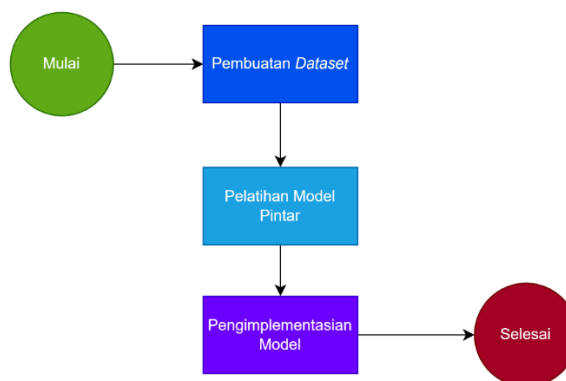 Mulai
Pembuatan Dataset
Pelatihan Model
Pintar
Pengimplementasian
Model
Selesai